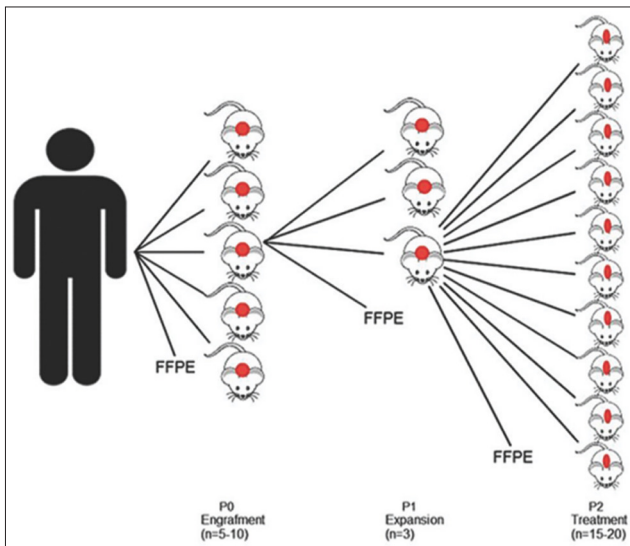 FFPE
FFPE
FFPE
P0
Engrafment
(n=5-10)
P1
Expansion
(n=3)
P2
Treatment
(n=15-20)